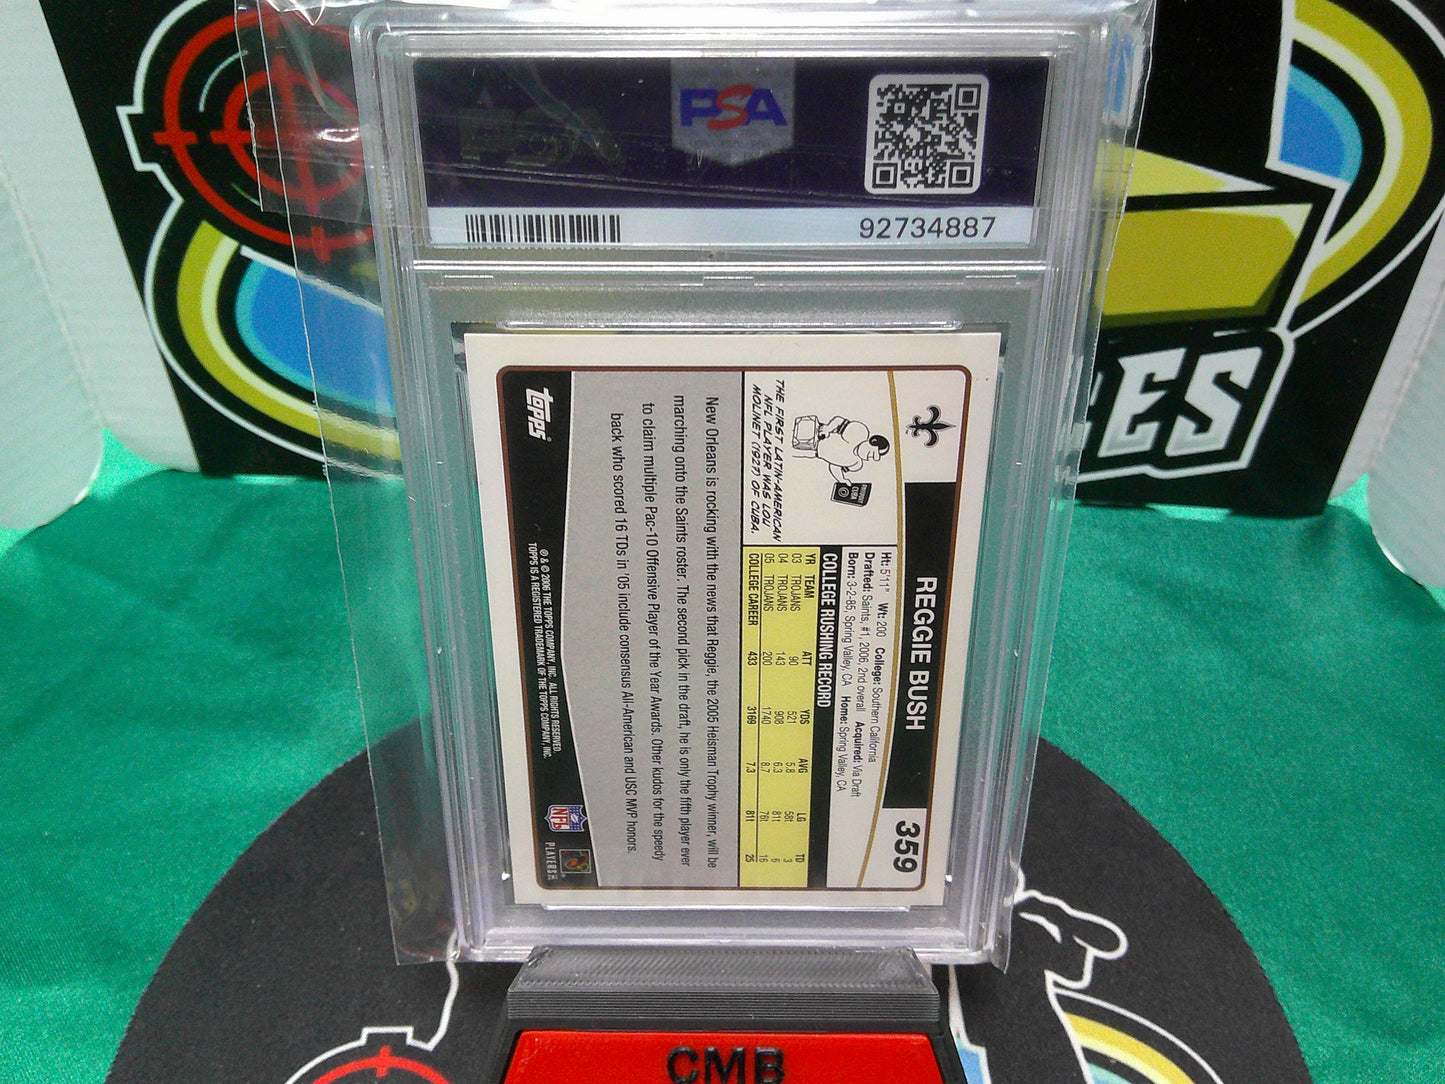 PSA
92734887
REGGIE BUSH
359
Ht: 5'11" Wt: 200 College: Southern California
Drafted: Saints, #1, 2006, 2nd overall Acquired: Via Draft
Born: 3-2-85, Spring Valley, CA Home: Spring Valley, CA
COLLEGE RUSHING RECORD
YR TEAM ATT YDS AVG LG TD
03 TROJANS 90 521 5.8 58t 3
04 TROJANS 143 908 6.3 81t 6
05 TROJANS 200 1740 8.7 76t 16
COLLEGE CAREER 433 3169 7.3 81t 25
THE FIRST LATIN-AMERICAN
NFL PLAYER WAS LOU
MOLINET (1927) OF CUBA.
New Orleans is rocking with the news that Reggie, the 2005 Heisman Trophy winner, will be
marching onto the Saints roster. The second pick in the draft, he is only the fifth player ever
to claim multiple Pac-10 Offensive Player of the Year Awards. Other kudos for the speedy
back who scored 16 TDs in '05 include consensus All-American and USC MVP honors.
topps®
® & © 2006 THE TOPPS COMPANY, INC. ALL RIGHTS RESERVED.
TOPPS IS A REGISTERED TRADEMARK OF THE TOPPS COMPANY, INC.
NFL
PLAYERS
ES
CMB